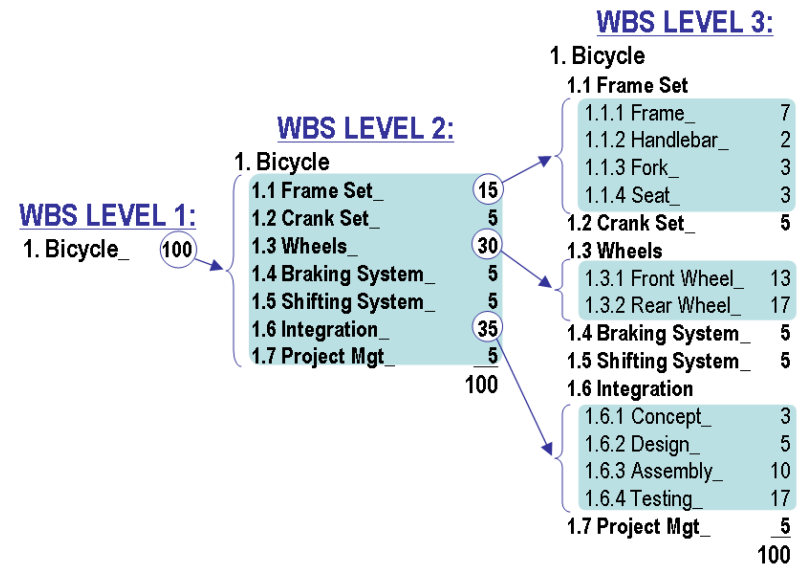 WBS LEVEL 1:
1. Bicycle_ 100
WBS LEVEL 2:
1. Bicycle
1.1 Frame Set_ 15
1.2 Crank Set_ 5
1.3 Wheels_ 30
1.4 Braking System_ 5
1.5 Shifting System_ 5
1.6 Integration_ 35
1.7 Project Mgt_ 5
100
WBS LEVEL 3:
1. Bicycle
1.1 Frame Set
1.1.1 Frame_ 7
1.1.2 Handlebar_ 2
1.1.3 Fork_ 3
1.1.4 Seat_ 3
1.2 Crank Set_ 5
1.3 Wheels
1.3.1 Front Wheel_ 13
1.3.2 Rear Wheel_ 17
1.4 Braking System_ 5
1.5 Shifting System_ 5
1.6 Integration
1.6.1 Concept_ 3
1.6.2 Design_ 5
1.6.3 Assembly_ 10
1.6.4 Testing_ 17
1.7 Project Mgt_ 5
100